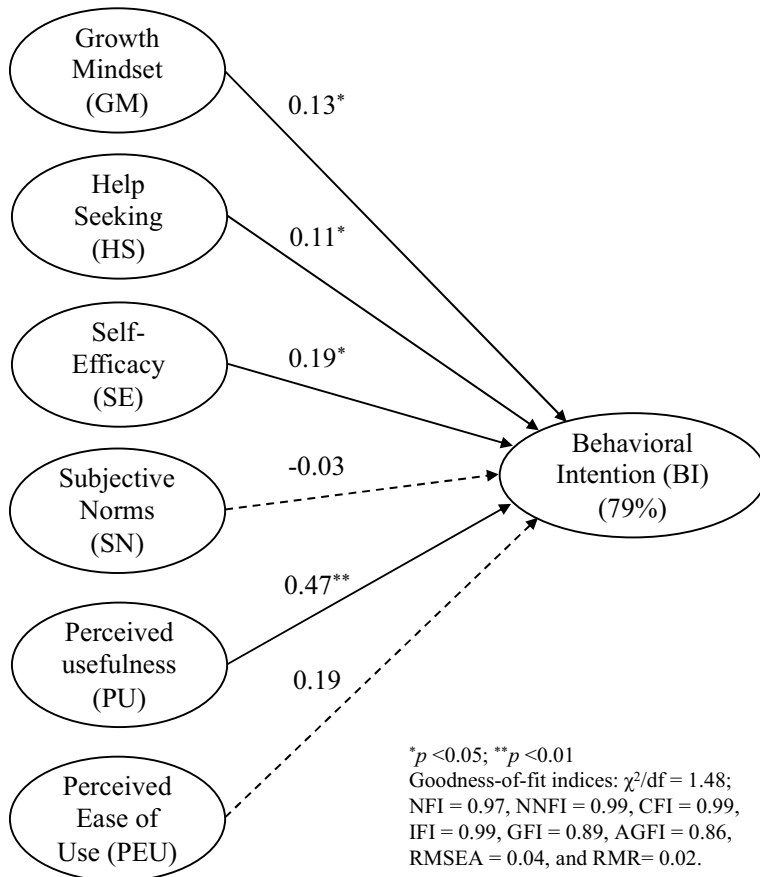 Growth
Mindset
(GM)
0.13*
Help
Seeking
(HS)
0.11*
Self-
Efficacy
(SE)
0.19*
Subjective
Norms
(SN)
-0.03
Behavioral
Intention (BI)
(79%)
Perceived
usefulness
(PU)
0.47**
Perceived
Ease of
Use (PEU)
0.19
*p <0.05; **p <0.01
Goodness-of-fit indices: χ²/df = 1.48;
NFI = 0.97, NNFI = 0.99, CFI = 0.99,
IFI = 0.99, GFI = 0.89, AGFI = 0.86,
RMSEA = 0.04, and RMR= 0.02.